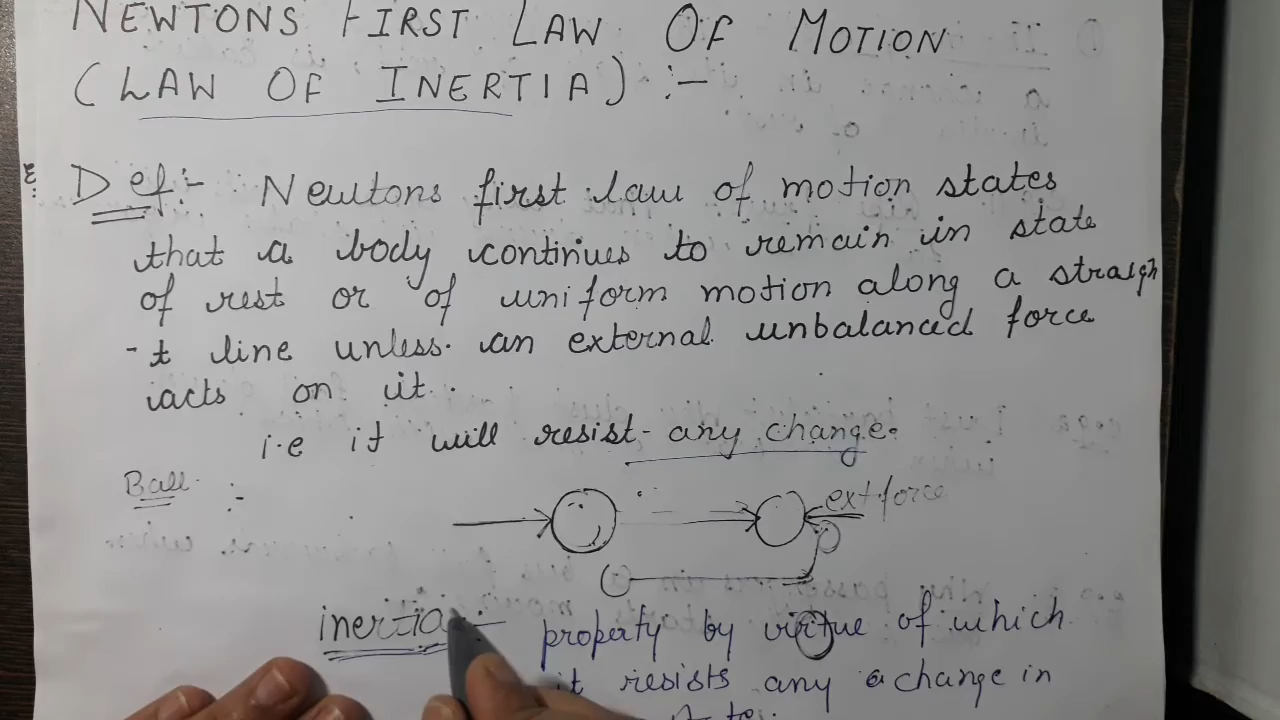 NEWTONS FIRST LAW OF MOTION
(LAW OF INERTIA) :-
Def:- Newtons first law of motion states
that a body continues to remain in state
of rest or of uniform motion along a straigh
-t line unless an external unbalanced force
acts on it.
i.e it will resist any change.
Ball :-
ext. force
inertia:- property by virtue of which
it resists any a change in